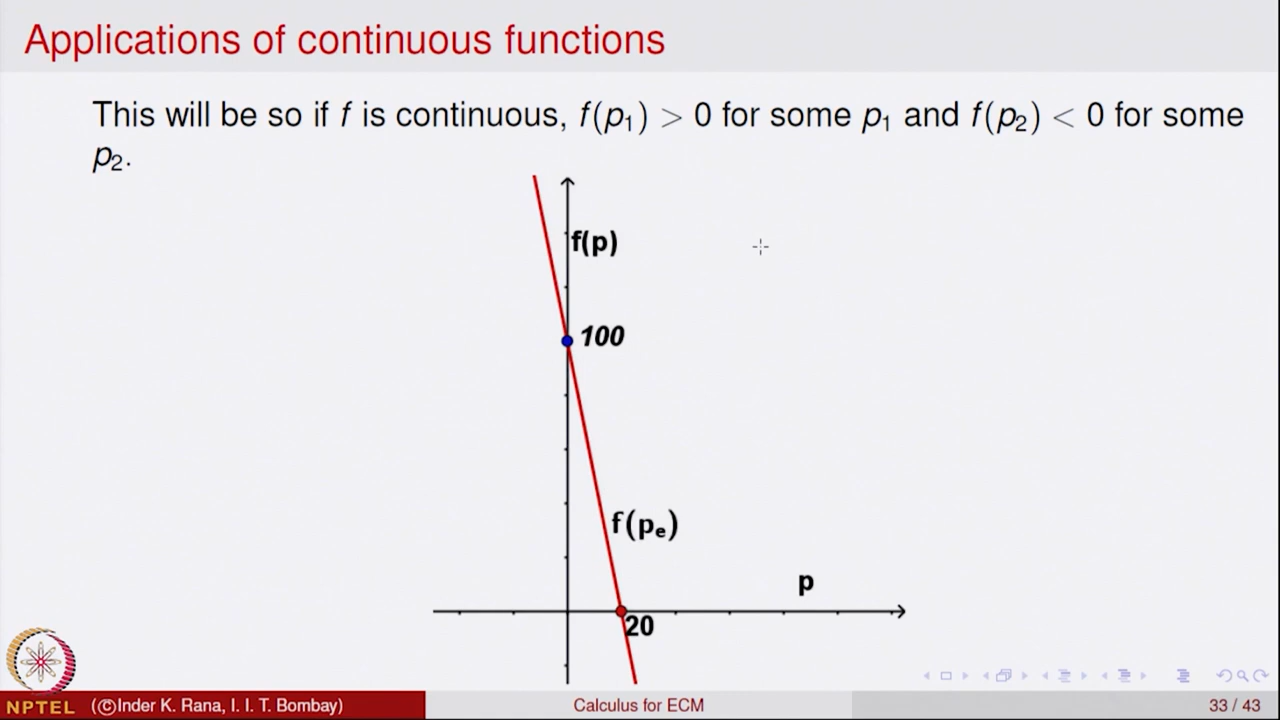 Applications of continuous functions
This will be so if f is continuous, f(p₁) > 0 for some p₁ and f(p₂) < 0 for some
p₂.
f(p)
100
f(pₑ)
p
20
NPTEL (©Inder K. Rana, I. I. T. Bombay) Calculus for ECM 33 / 43